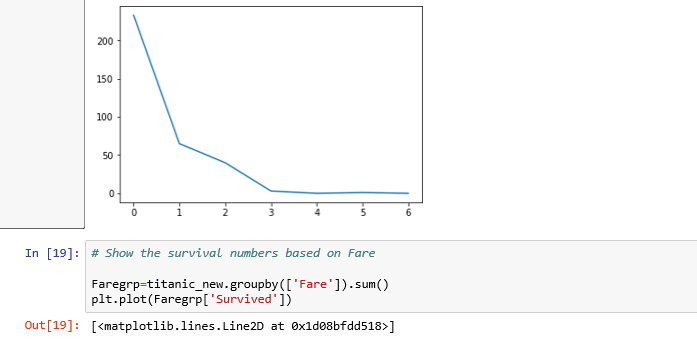 200
150
100
50
0
0 1 2 3 4 5 6
In [19]: # Show the survival numbers based on Fare
Faregrp=titanic_new.groupby(['Fare']).sum()
plt.plot(Faregrp['Survived'])
Out[19]: [<matplotlib.lines.Line2D at 0x1d08bfdd518>]